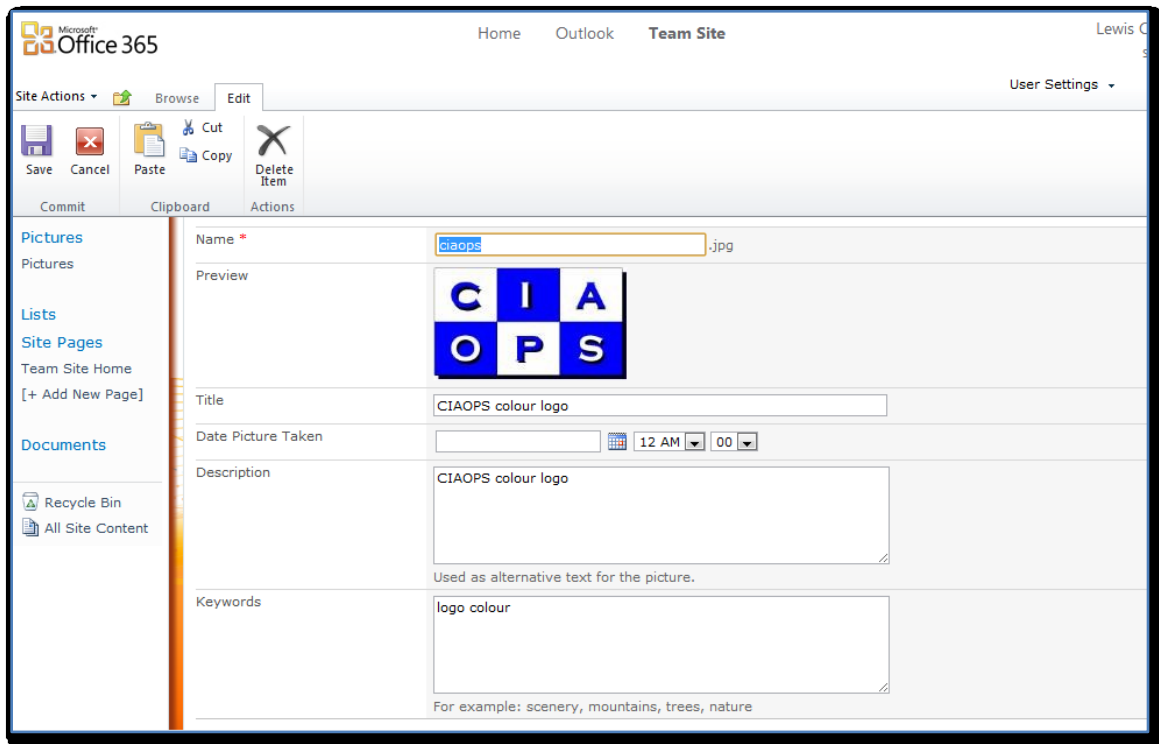 Microsoft®
Office 365
Home Outlook Team Site
Lewis C
User Settings
Site Actions
Browse Edit
Save Cancel Paste Cut Copy Delete Item
Commit Clipboard Actions
Pictures
Pictures
Lists
Site Pages
Team Site Home
[+ Add New Page]
Documents
Recycle Bin
All Site Content
Name * ciaops .jpg
Preview
C I A
O P S
Title CIAOPS colour logo
Date Picture Taken 12 AM 00
Description CIAOPS colour logo
Used as alternative text for the picture.
Keywords logo colour
For example: scenery, mountains, trees, nature